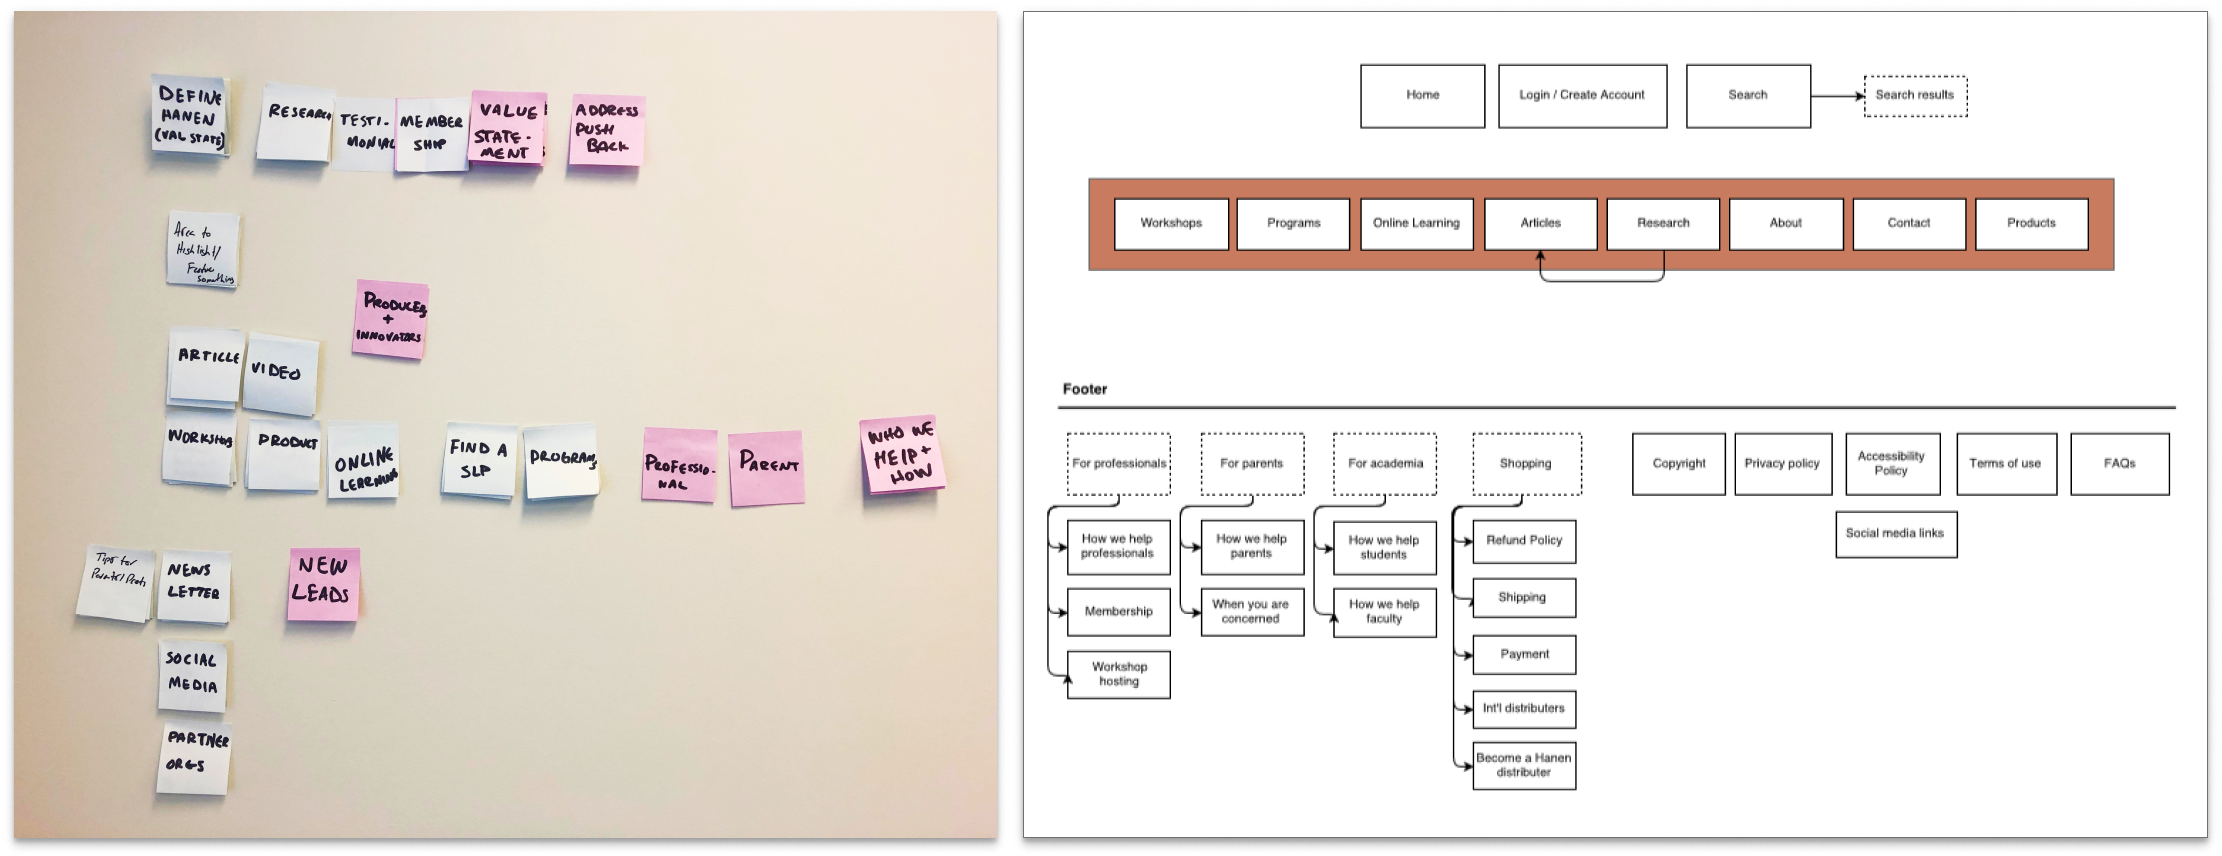 DEFINE
HANEN
(VAL STATE)
RESEARCH
TESTI-
MONIAL
MEMBER
SHIP
VALUE
STATE-
MENT
ADDRESS
PUSH
BACK
Area to
Highlight/
Feature
Something
PRODUCERS
+
INNOVATORS
ARTICLE
VIDEO
WORKSHOP
PRODUCT
ONLINE
LEARNING
FIND A
SLP
PROGRAMS
PROFESSIO-
NAL
PARENT
WHO WE
HELP +
HOW
Tips for
Parents/Profs
NEWS
LETTER
NEW
LEADS
SOCIAL
MEDIA
PARTNER
ORGS
Home
Login / Create Account
Search
Search results
Workshops
Programs
Online Learning
Articles
Research
About
Contact
Products
Footer
For professionals
How we help
professionals
Membership
Workshop
hosting
For parents
How we help
parents
When you are
concerned
For academia
How we help
students
How we help
faculty
Shopping
Refund Policy
Shipping
Payment
Int'l distributers
Become a Hanen
distributer
Copyright
Privacy policy
Accessibility
Policy
Terms of use
FAQs
Social media links